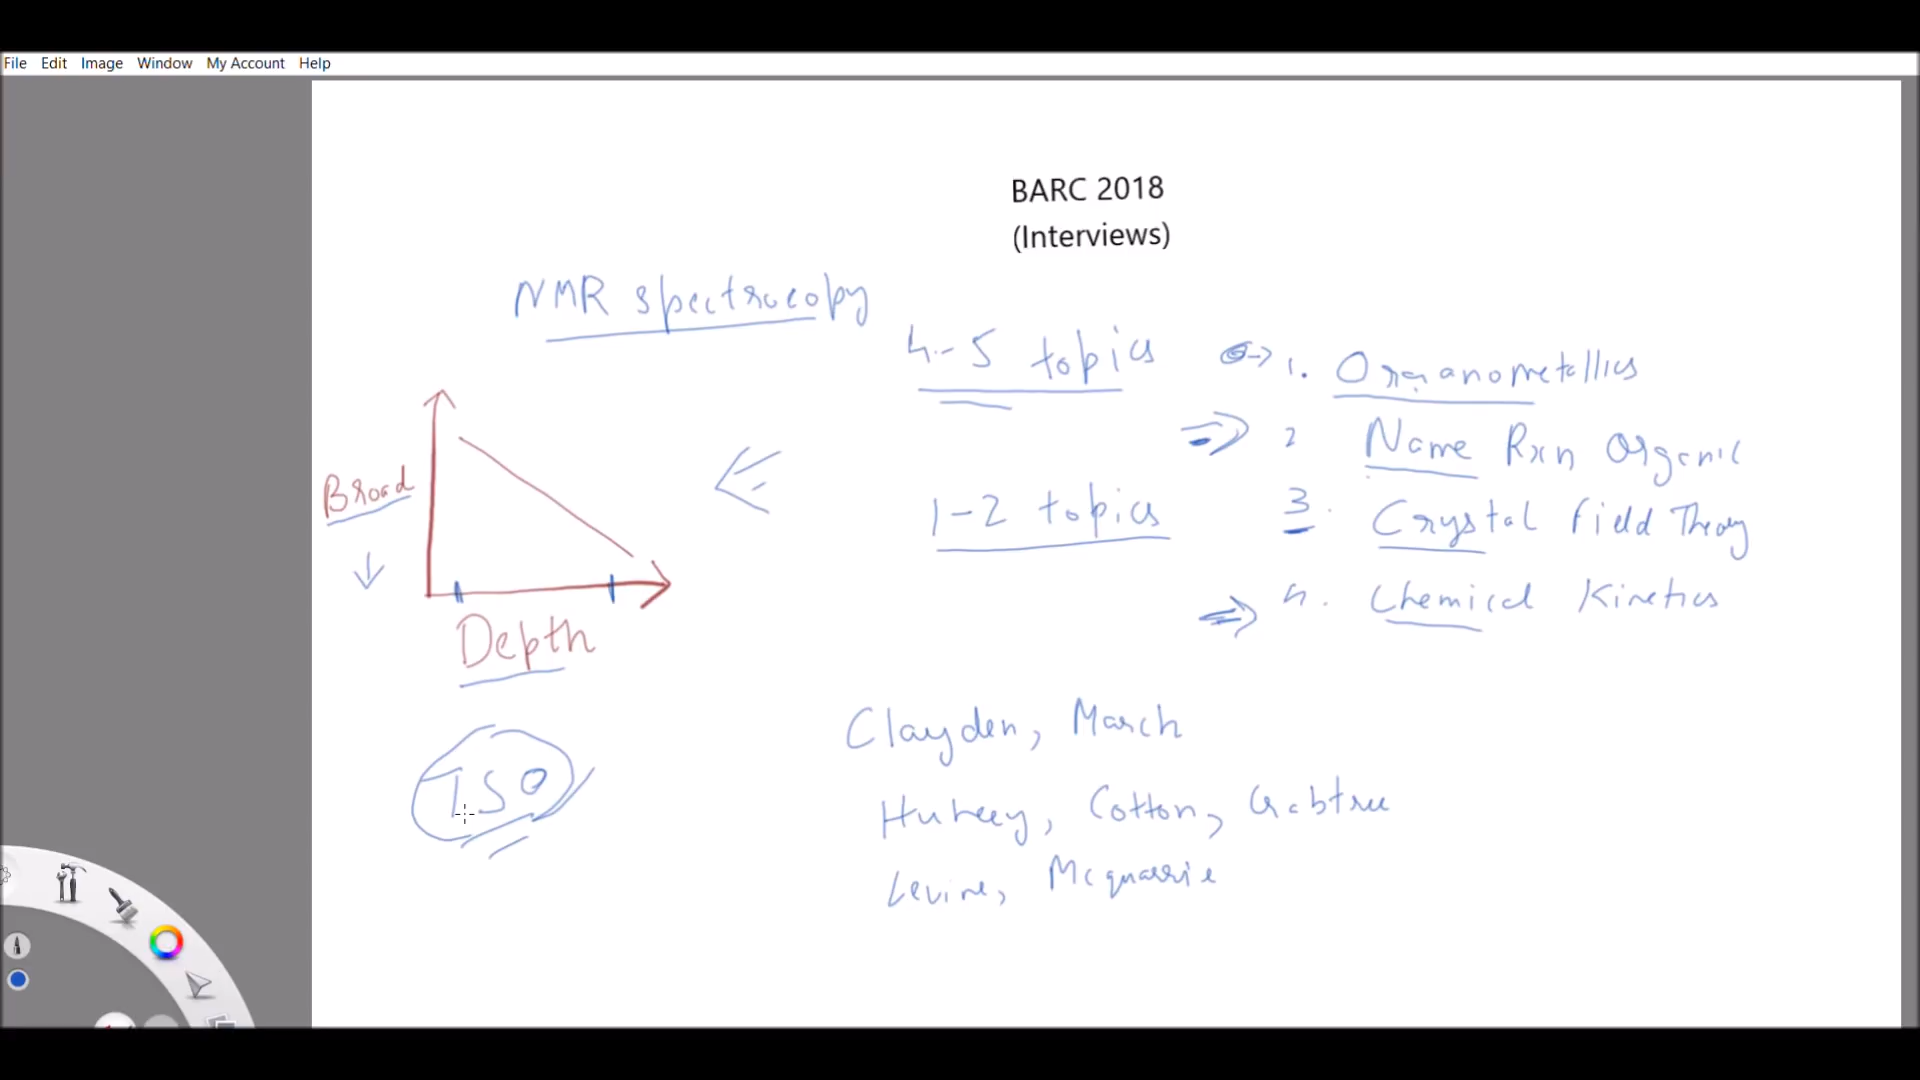 File Edit Image Window My Account Help
BARC 2018
(Interviews)
NMR spectroscopy
4-5 topics
1. Organometallics
2 Name Rxn Organic
Broad
1-2 topics
3. Crystal Field Theory
4. Chemical Kinetics
Depth
Clayden, March
Huheey, Cotton, Crabtree
Levine, Mcquarrie